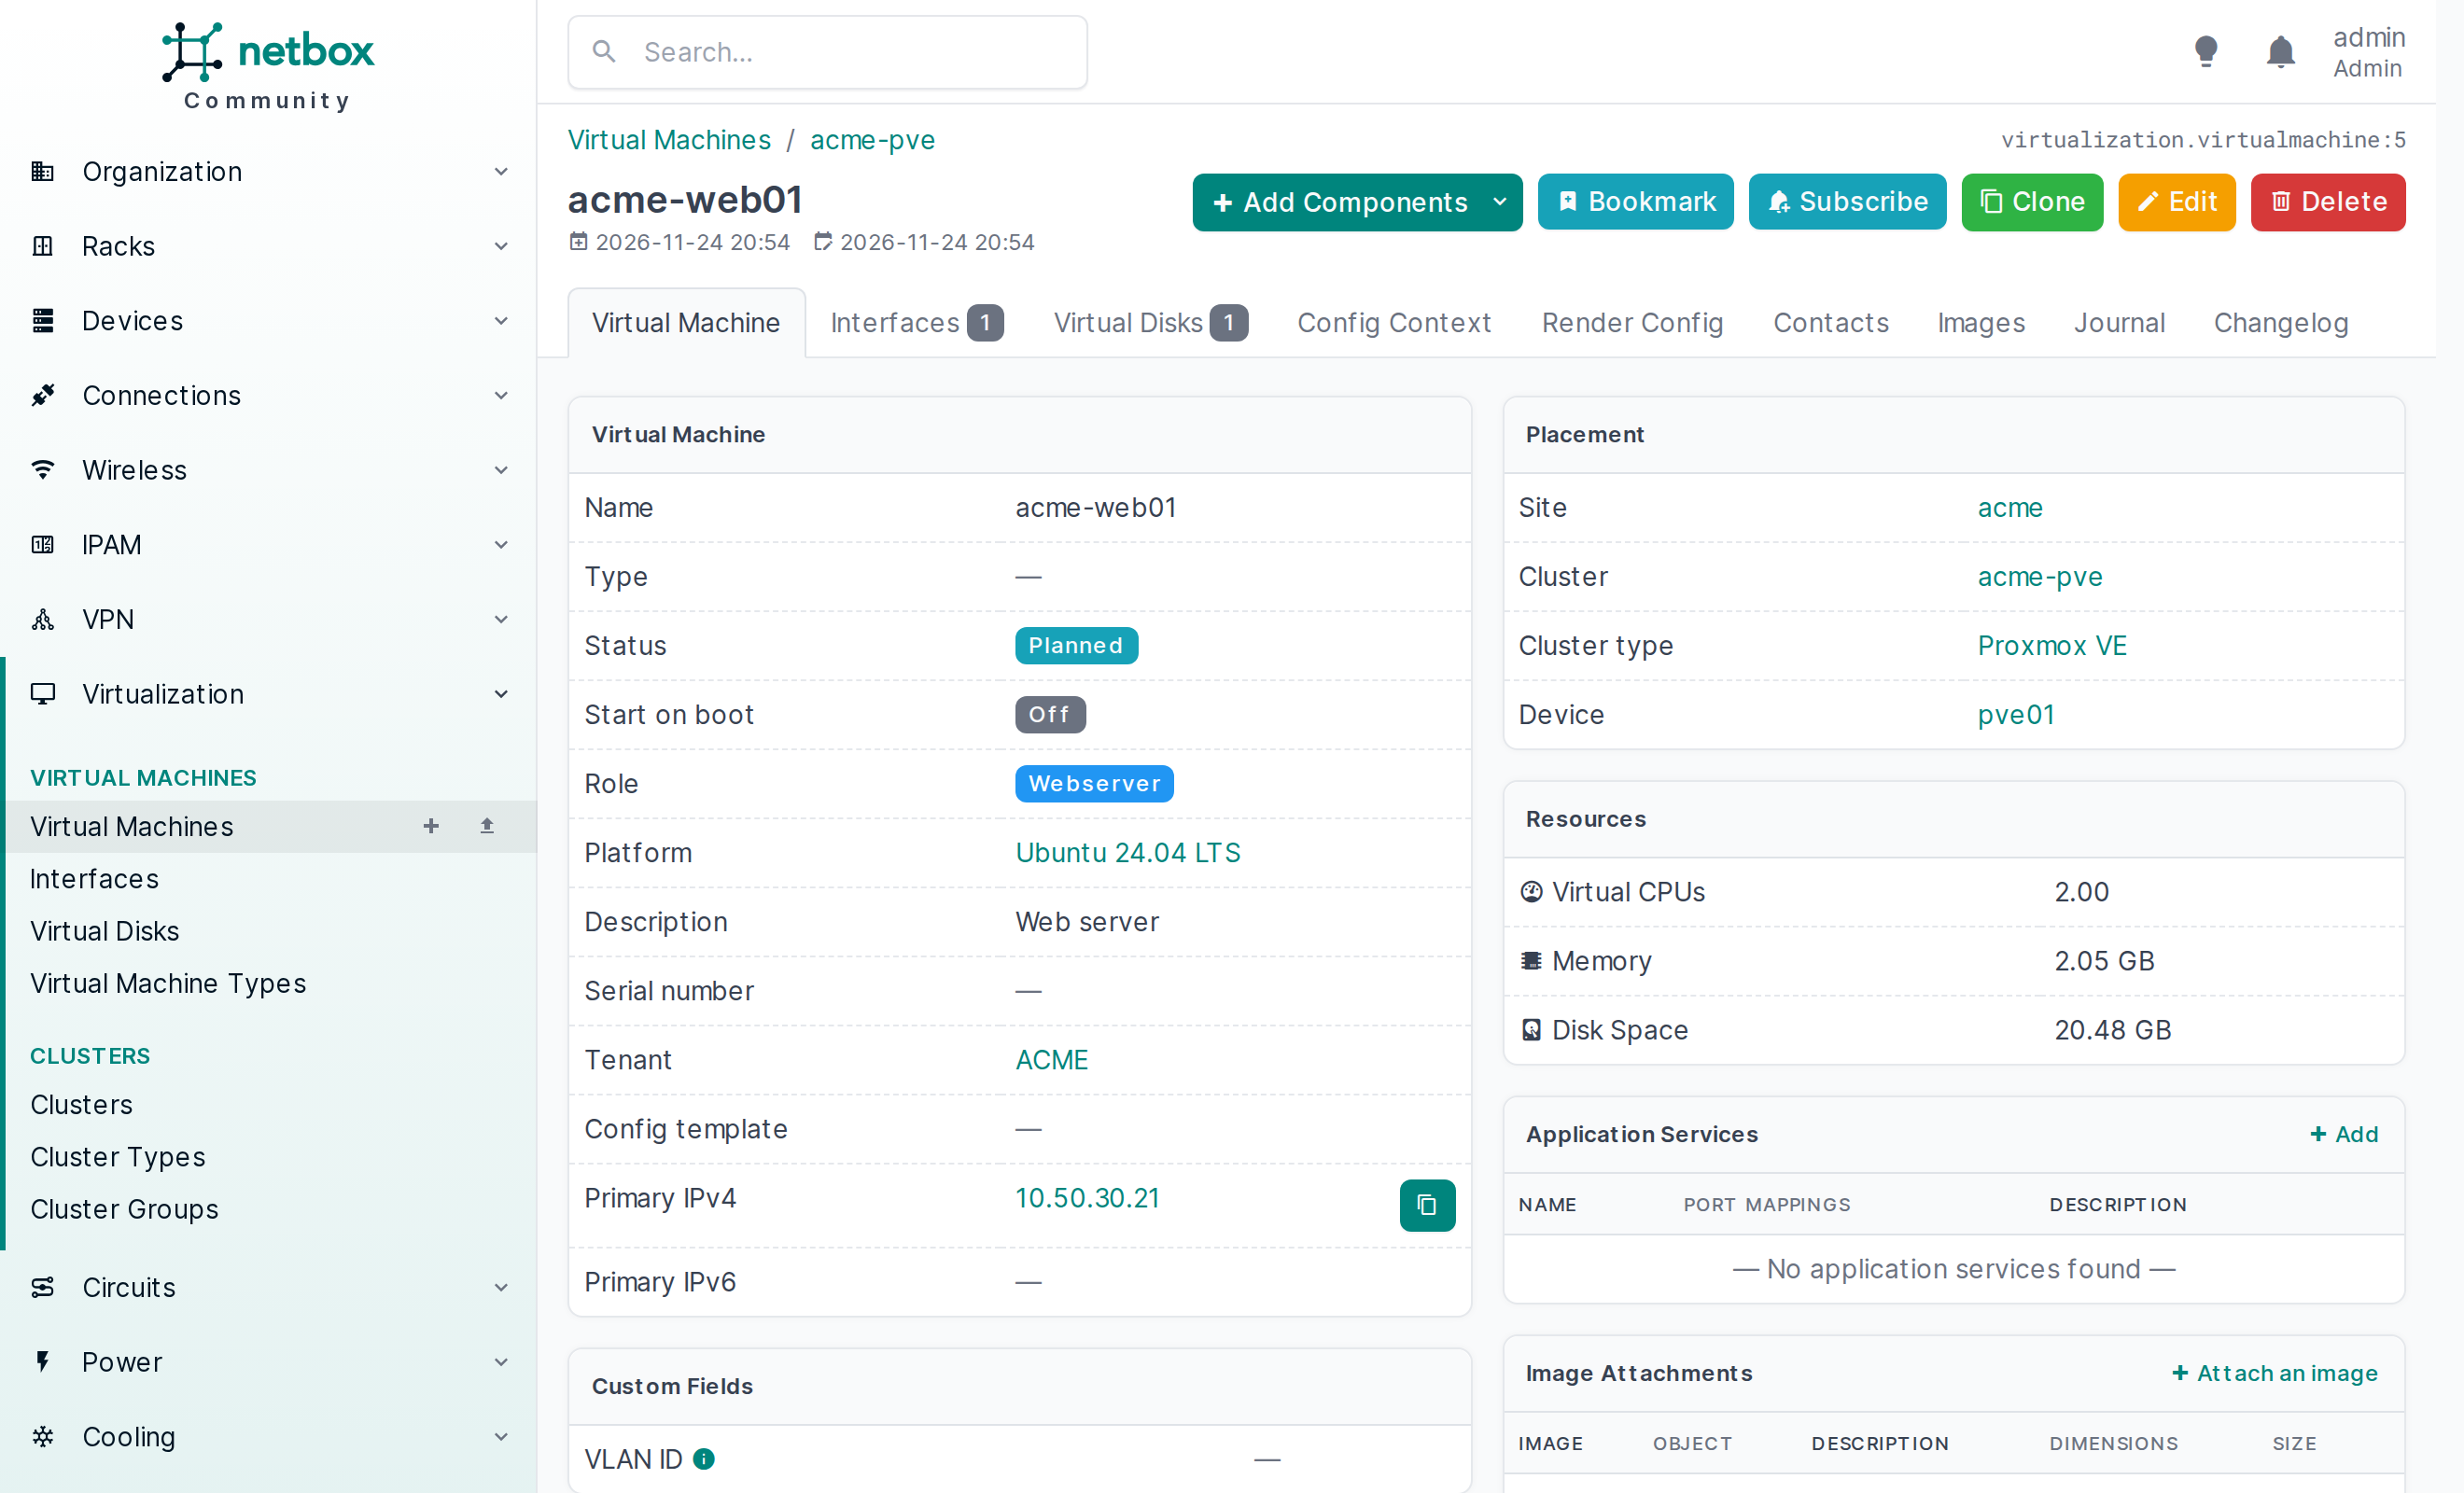 netbox
Community
Search...
admin
Admin
Organization
Racks
Devices
Connections
Wireless
IPAM
VPN
Virtualization
VIRTUAL MACHINES
Virtual Machines
Interfaces
Virtual Disks
Virtual Machine Types
CLUSTERS
Clusters
Cluster Types
Cluster Groups
Circuits
Power
Cooling
Virtual Machines / acme-pve
virtualization.virtualmachine:5
acme-web01
2026-11-24 20:54 2026-11-24 20:54
Add Components Bookmark Subscribe Clone Edit Delete
Virtual Machine Interfaces 1 Virtual Disks 1 Config Context Render Config Contacts Images Journal Changelog
Virtual Machine
Name acme-web01
Type —
Status Planned
Start on boot Off
Role Webserver
Platform Ubuntu 24.04 LTS
Description Web server
Serial number —
Tenant ACME
Config template —
Primary IPv4 10.50.30.21
Primary IPv6 —
Custom Fields
VLAN ID —
Placement
Site acme
Cluster acme-pve
Cluster type Proxmox VE
Device pve01
Resources
Virtual CPUs 2.00
Memory 2.05 GB
Disk Space 20.48 GB
Application Services + Add
NAME PORT MAPPINGS DESCRIPTION
— No application services found —
Image Attachments + Attach an image
IMAGE OBJECT DESCRIPTION DIMENSIONS SIZE